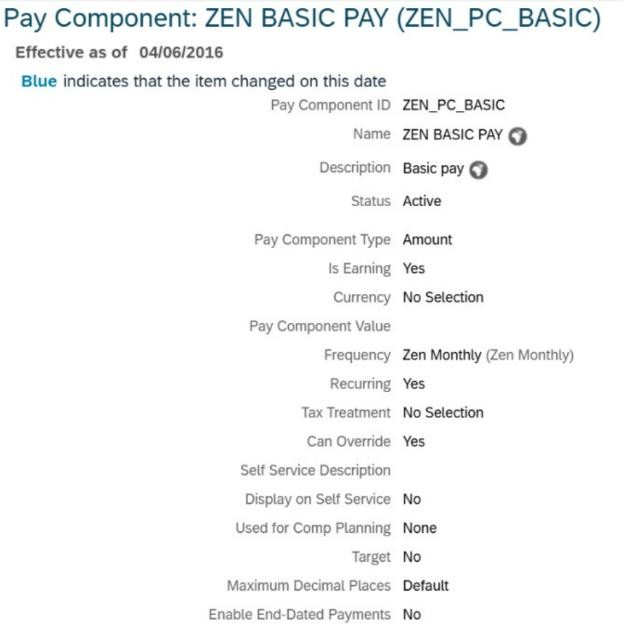 Pay Component: ZEN BASIC PAY (ZEN_PC_BASIC)
Effective as of 04/06/2016
Blue indicates that the item changed on this date
Pay Component ID ZEN_PC_BASIC
Name ZEN BASIC PAY
Description Basic pay
Status Active
Pay Component Type Amount
Is Earning Yes
Currency No Selection
Pay Component Value
Frequency Zen Monthly (Zen Monthly)
Recurring Yes
Tax Treatment No Selection
Can Override Yes
Self Service Description
Display on Self Service No
Used for Comp Planning None
Target No
Maximum Decimal Places Default
Enable End-Dated Payments No